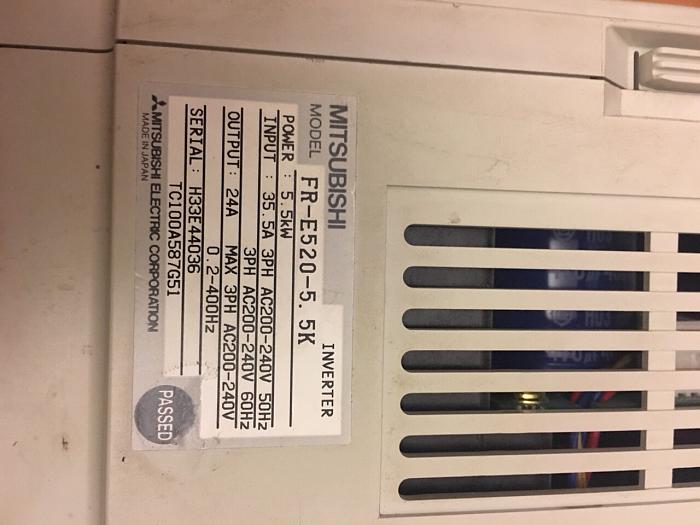 MITSUBISHI
MODEL FR-E520-5.5K INVERTER
POWER : 5.5kW
INPUT : 35.5A 3PH AC200-240V 50Hz
3PH AC200-240V 60Hz
OUTPUT: 24A MAX 3PH AC200-240V
0.2-400Hz
SERIAL: H33E44036
TC100A587G51
MITSUBISHI ELECTRIC CORPORATION
MADE IN JAPAN
PASSED